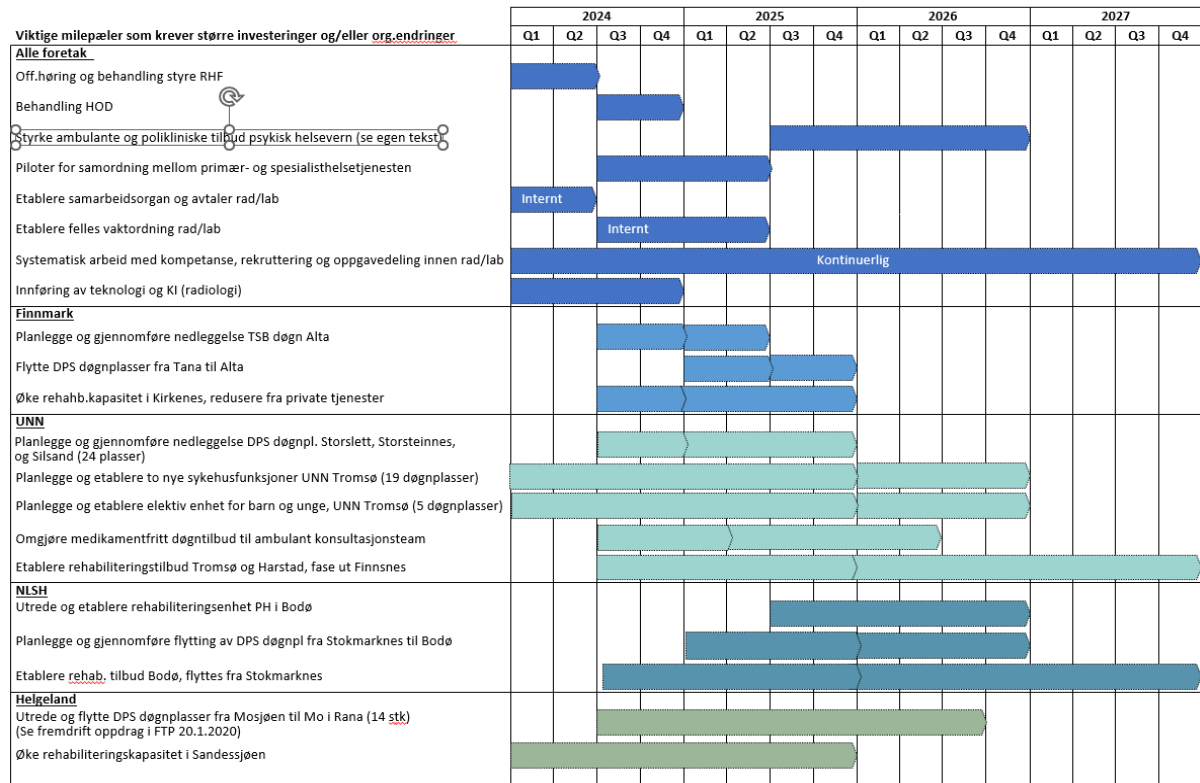 2024 2025 2026 2027
Viktige milepæler som krever større investeringer og/eller org.endringer Q1 Q2 Q3 Q4 Q1 Q2 Q3 Q4 Q1 Q2 Q3 Q4 Q1 Q2 Q3 Q4
Alle foretak
Off.høring og behandling styre RHF
Behandling HOD
Styrke ambulante og polikliniske tilbud psykisk helsevern (se egen tekst)
Piloter for samordning mellom primær- og spesialisthelsetjenesten
Etablere samarbeidsorgan og avtaler rad/lab Internt
Etablere felles vaktordning rad/lab Internt
Systematisk arbeid med kompetanse, rekruttering og oppgavedeling innen rad/lab Kontinuerlig
Innføring av teknologi og KI (radiologi)
Finnmark
Planlegge og gjennomføre nedleggelse TSB døgn Alta
Flytte DPS døgnplasser fra Tana til Alta
Øke rehahb.kapasitet i Kirkenes, redusere fra private tjenester
UNN
Planlegge og gjennomføre nedleggelse DPS døgnpl. Storslett, Storsteinnes,
og Silsand (24 plasser)
Planlegge og etablere to nye sykehusfunksjoner UNN Tromsø (19 døgnplasser)
Planlegge og etablere elektiv enhet for barn og unge, UNN Tromsø (5 døgnplasser)
Omgjøre medikamentfritt døgntilbud til ambulant konsultasjonsteam
Etablere rehabiliteringstilbud Tromsø og Harstad, fase ut Finnsnes
NLSH
Utrede og etablere rehabiliteringsenhet PH i Bodø
Planlegge og gjennomføre flytting av DPS døgnpl fra Stokmarknes til Bodø
Etablere rehab. tilbud Bodø, flyttes fra Stokmarknes
Helgeland
Utrede og flytte DPS døgnplasser fra Mosjøen til Mo i Rana (14 stk)
(Se fremdrift oppdrag i FTP 20.1.2020)
Øke rehabiliteringskapasitet i Sandessjøen